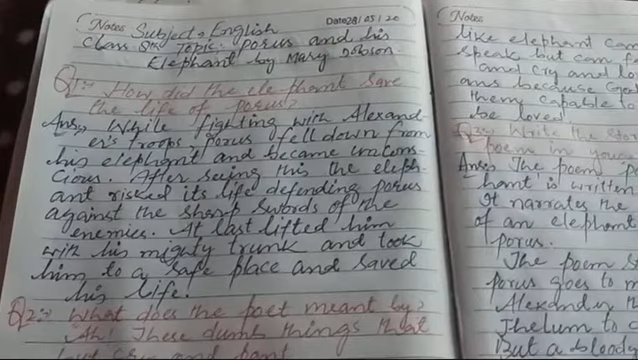 Notes Subject, English
Date 28/05/20
Class 8th Topic: Porus and his
Elephant by Mary Dobson.
Q1:- How did the elephant save
the life of Porus?
Ans,, While fighting with Alexand-
er's troops, Porus fell down from
his elephant and became uncons-
cious. After seeing this the eleph-
ant risked its life defending Porus
against the sharp swords of the
enemies. At last lifted him
with his mighty trunk and took
him to a safe place and saved
his life.
Q2:- What does the poet meant by?
Ah! These dumb things that
Notes
like elephant can
speak but can f
and cry and lo
ans because God
them capable to
be loved
Write the sto
poem in your
Ans: The poem Po
hant is written
It narrates the
of an elephant
Porus.
The poem St
Porus goes to m
Alexander th
Jhelum to c
But a bloody